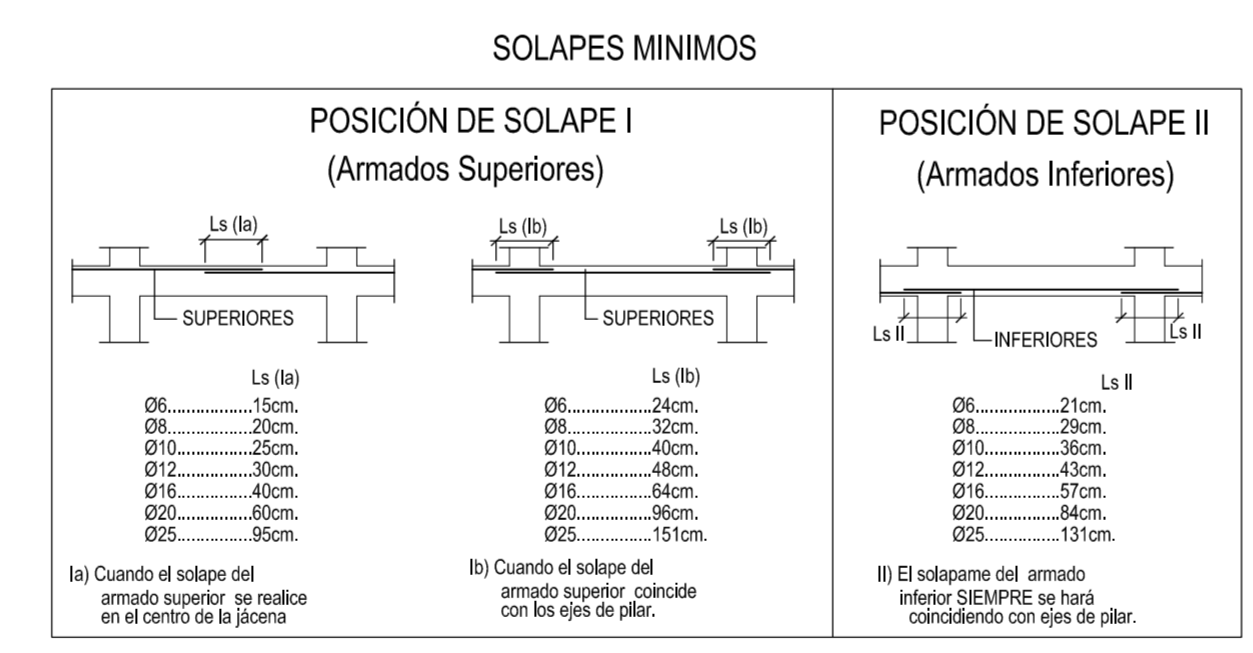 SOLAPES MINIMOS
POSICIÓN DE SOLAPE I
(Armados Superiores)
Ls (Ia)
SUPERIORES
Ls (Ia)
Ø6..................15cm.
Ø8..................20cm.
Ø10................25cm.
Ø12................30cm.
Ø16................40cm.
Ø20................60cm.
Ø25................95cm.
Ia) Cuando el solape del
armado superior se realice
en el centro de la jácena
Ls (Ib)
Ls (Ib)
SUPERIORES
Ls (Ib)
Ø6..................24cm.
Ø8..................32cm.
Ø10................40cm.
Ø12................48cm.
Ø16................64cm.
Ø20................96cm.
Ø25................151cm.
Ib) Cuando el solape del
armado superior coincide
con los ejes de pilar.
POSICIÓN DE SOLAPE II
(Armados Inferiores)
Ls II
INFERIORES
Ls II
Ls II
Ø6..................21cm.
Ø8..................29cm.
Ø10................36cm.
Ø12................43cm.
Ø16................57cm.
Ø20................84cm.
Ø25................131cm.
II) El solapame del armado
inferior SIEMPRE se hará
coincidiendo con ejes de pilar.